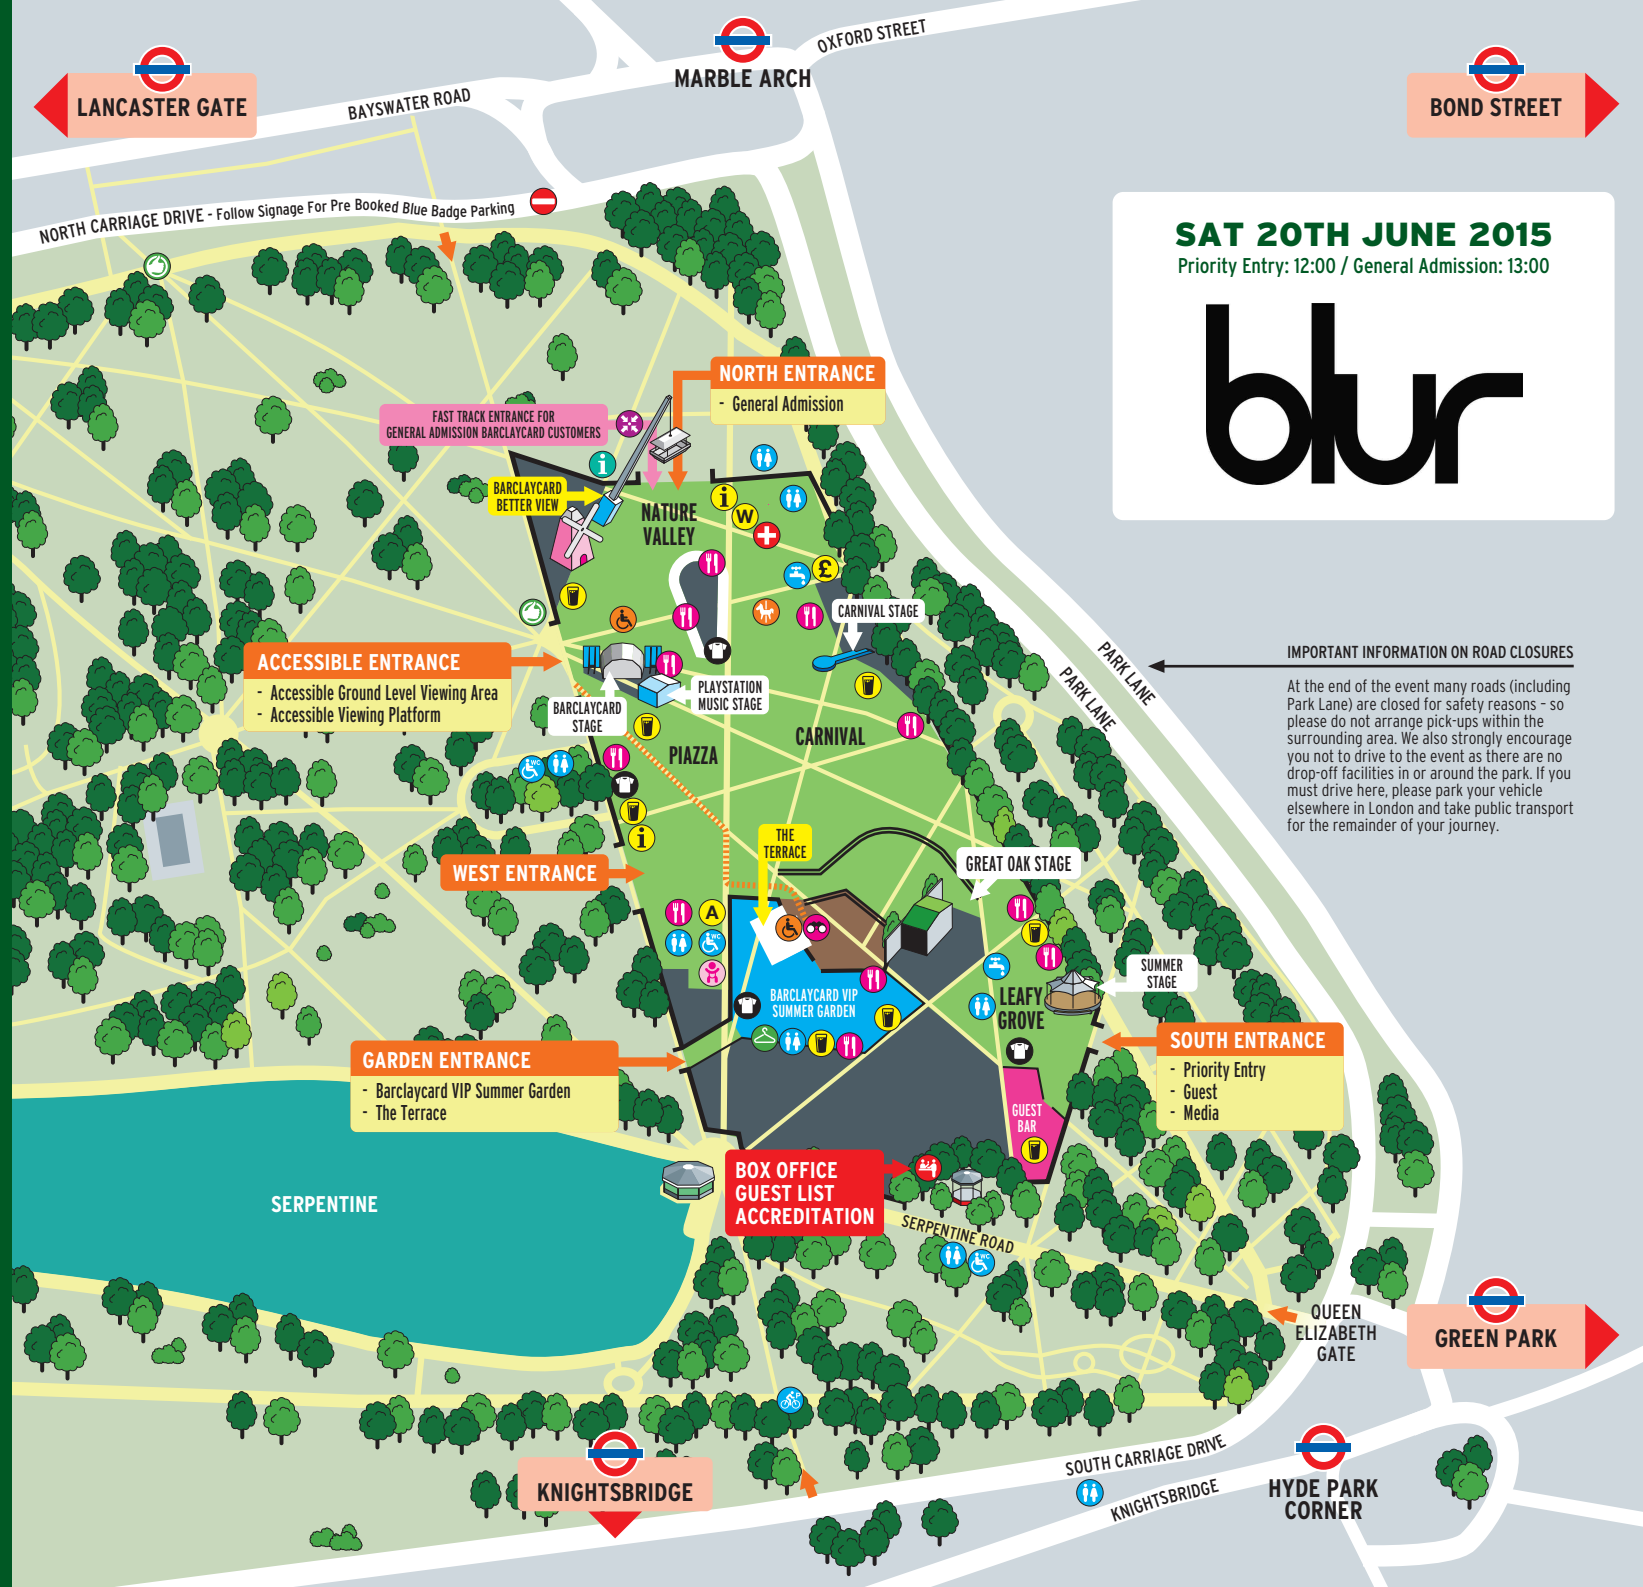 MARBLE ARCH
OXFORD STREET
LANCASTER GATE
BAYSWATER ROAD
BOND STREET
NORTH CARRIAGE DRIVE - Follow Signage For Pre Booked Blue Badge Parking
SAT 20TH JUNE 2015
Priority Entry: 12:00 / General Admission: 13:00
blur
NORTH ENTRANCE
- General Admission
FAST TRACK ENTRANCE FOR
GENERAL ADMISSION BARCLAYCARD CUSTOMERS
i
BARCLAYCARD
BETTER VIEW
i
W
NATURE
VALLEY
£
CARNIVAL STAGE
ACCESSIBLE ENTRANCE
- Accessible Ground Level Viewing Area
- Accessible Viewing Platform
BARCLAYCARD
STAGE
PLAYSTATION
MUSIC STAGE
PARK LANE
PARK LANE
IMPORTANT INFORMATION ON ROAD CLOSURES
At the end of the event many roads (including
Park Lane) are closed for safety reasons - so
please do not arrange pick-ups within the
surrounding area. We also strongly encourage
you not to drive to the event as there are no
drop-off facilities in or around the park. If you
must drive here, please park your vehicle
elsewhere in London and take public transport
for the remainder of your journey.
PIAZZA
CARNIVAL
WC
i
THE
TERRACE
WEST ENTRANCE
GREAT OAK STAGE
A
WC
BARCLAYCARD VIP
SUMMER GARDEN
LEAFY
GROVE
SUMMER
STAGE
GARDEN ENTRANCE
- Barclaycard VIP Summer Garden
- The Terrace
SOUTH ENTRANCE
- Priority Entry
- Guest
- Media
GUEST
BAR
BOX OFFICE
GUEST LIST
ACCREDITATION
SERPENTINE
SERPENTINE ROAD
WC
QUEEN
ELIZABETH
GATE
GREEN PARK
P
KNIGHTSBRIDGE
SOUTH CARRIAGE DRIVE
KNIGHTSBRIDGE
HYDE PARK
CORNER